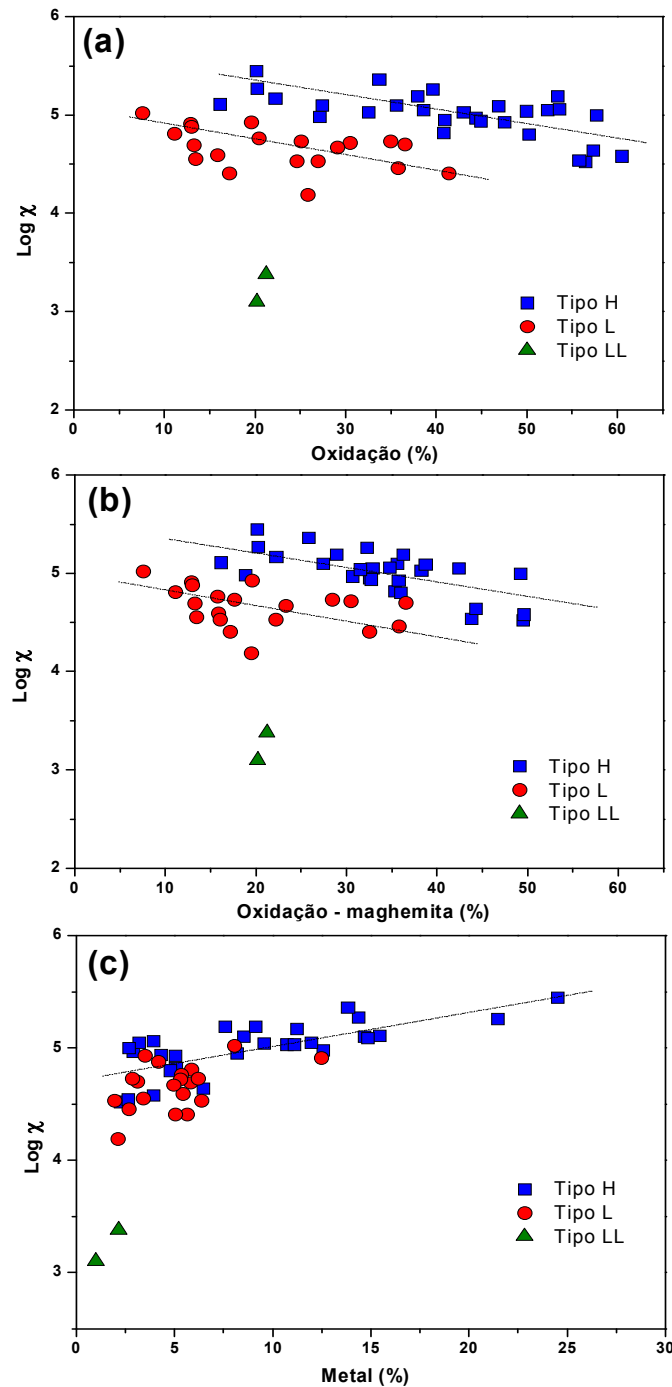 (a)
6
5
4
3
2
Log χ
0 10 20 30 40 50 60
Oxidação (%)
Tipo H
Tipo L
Tipo LL
(b)
6
5
4
3
2
Log χ
0 10 20 30 40 50 60
Oxidação - maghemita (%)
Tipo H
Tipo L
Tipo LL
(c)
6
5
4
3
Log χ
0 5 10 15 20 25 30
Metal (%)
Tipo H
Tipo L
Tipo LL